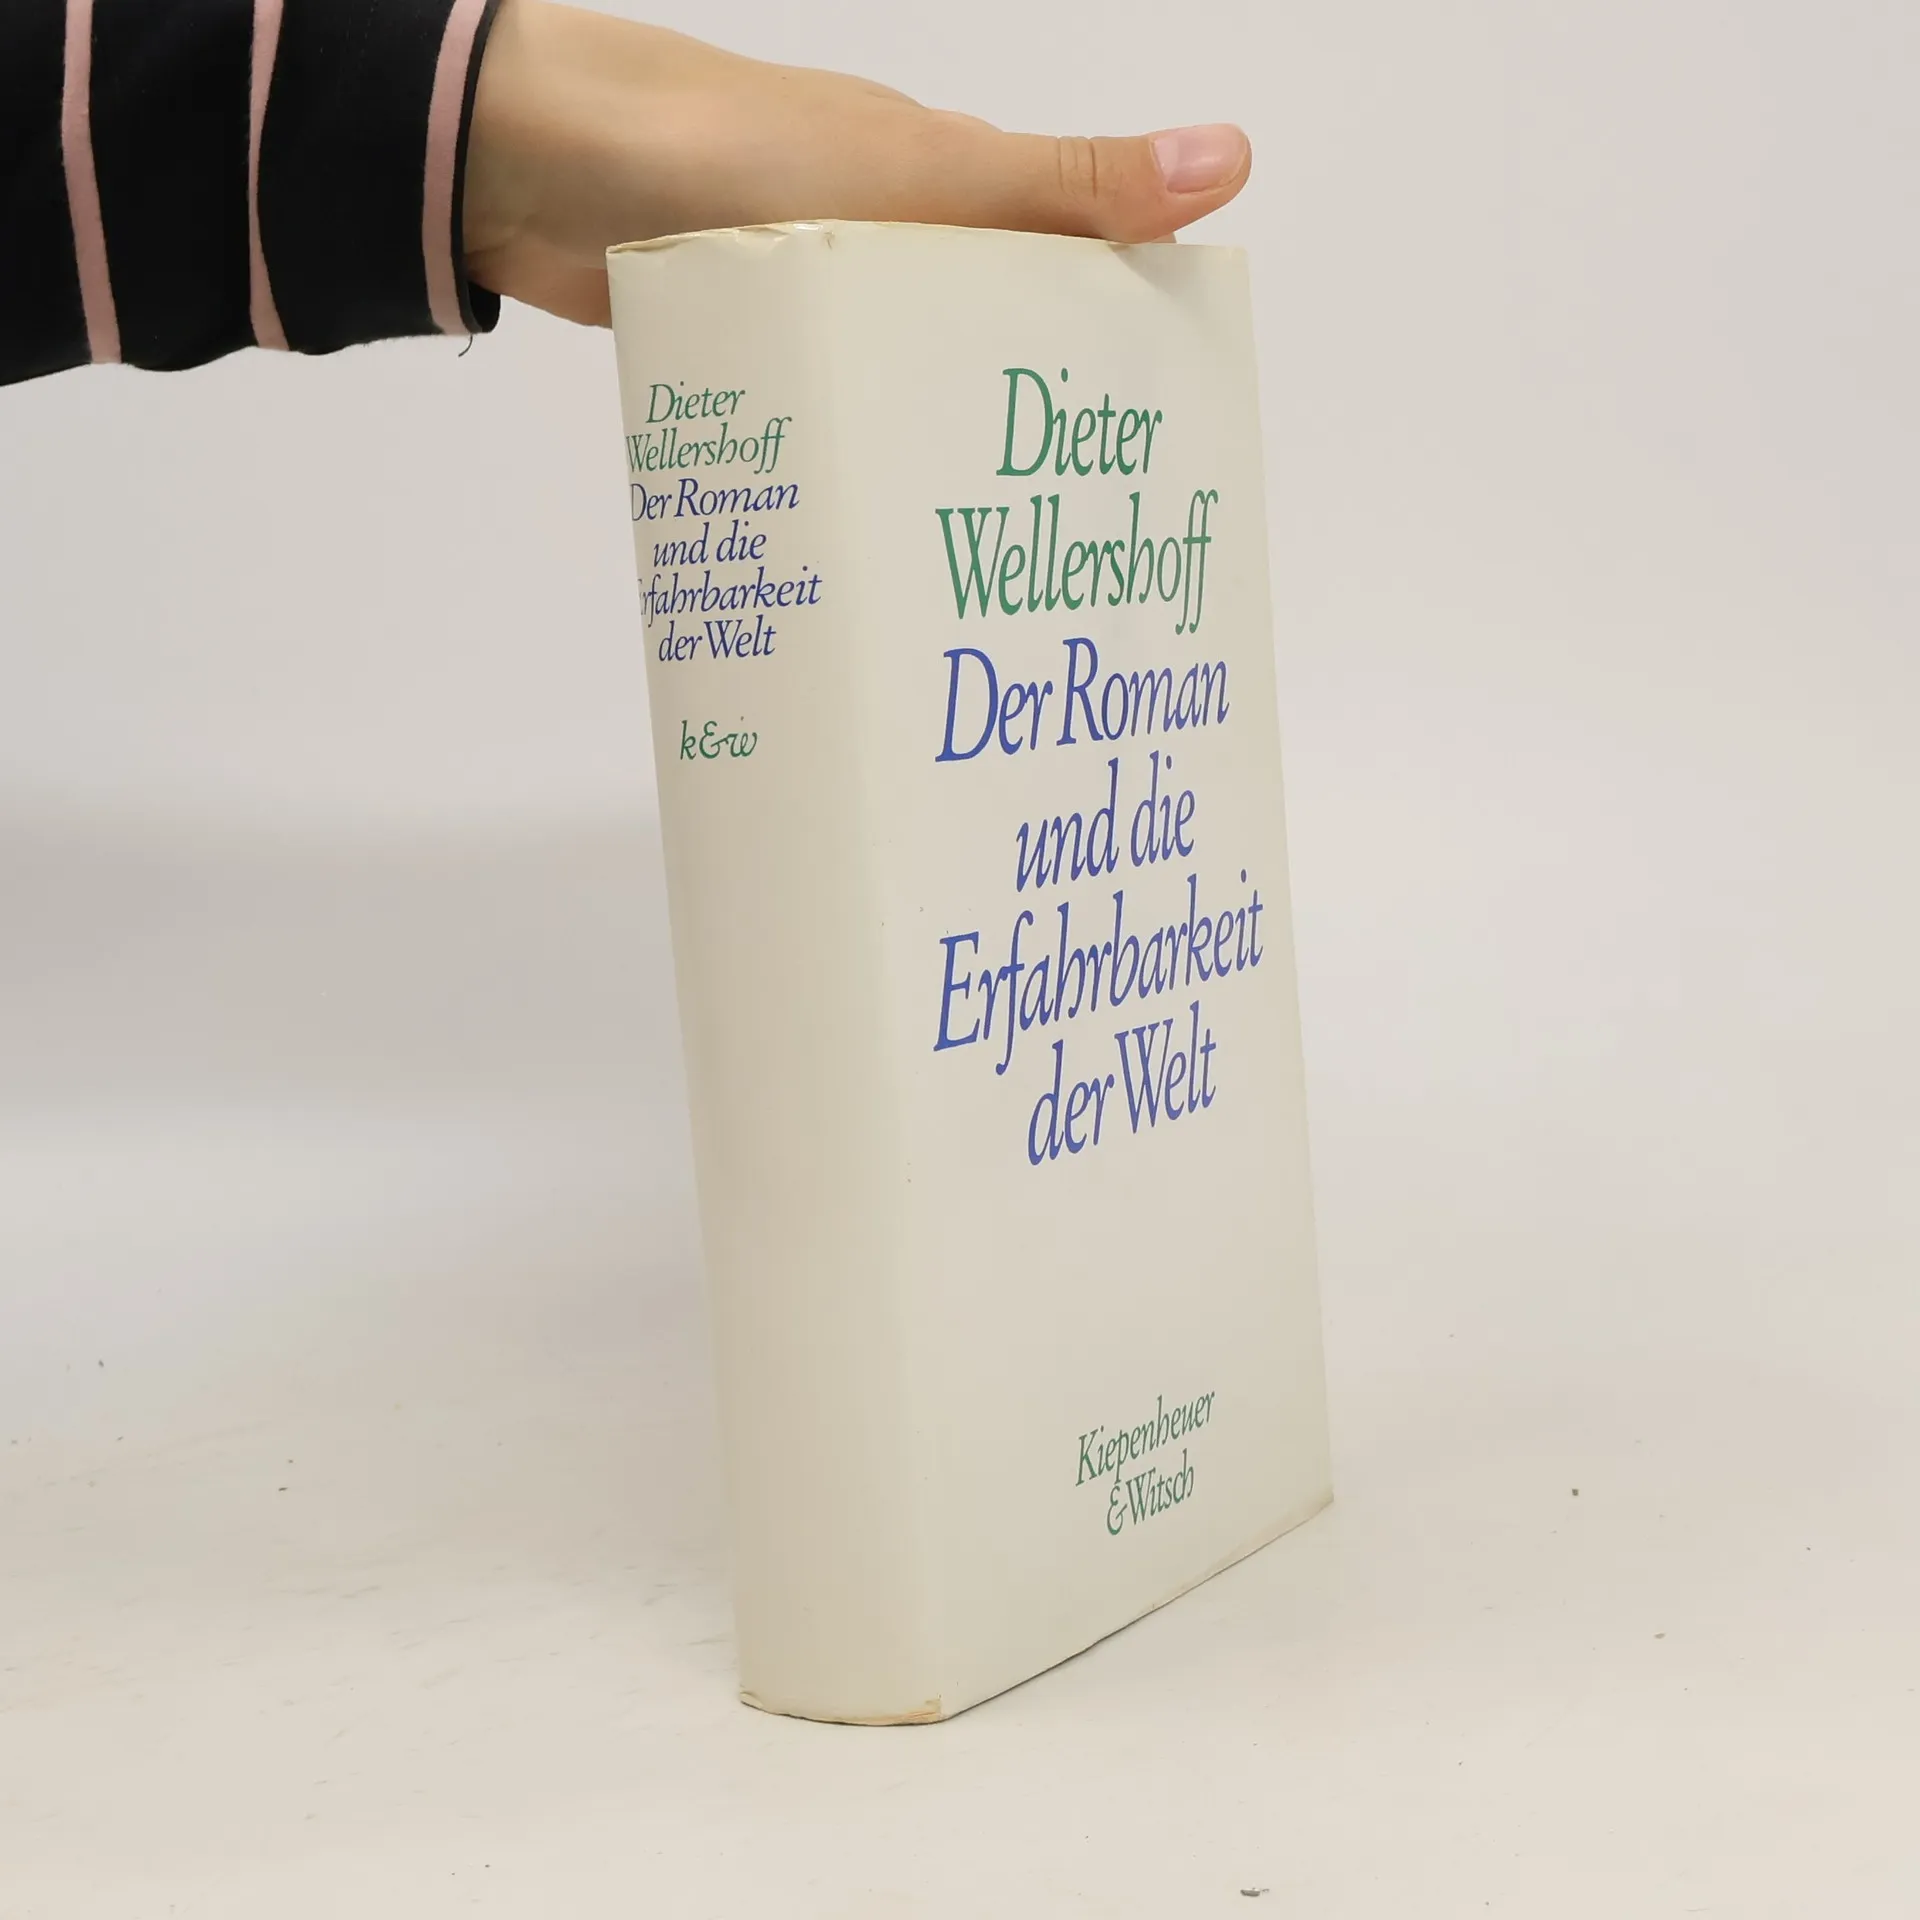 Dieter
Wellershoff
Der Roman
und die
Erfahrbarkeit
der Welt
k&w
Dieter
Wellershoff
Der Roman
und die
Erfahrbarkeit
der Welt
Kiepenheuer
&Witsch